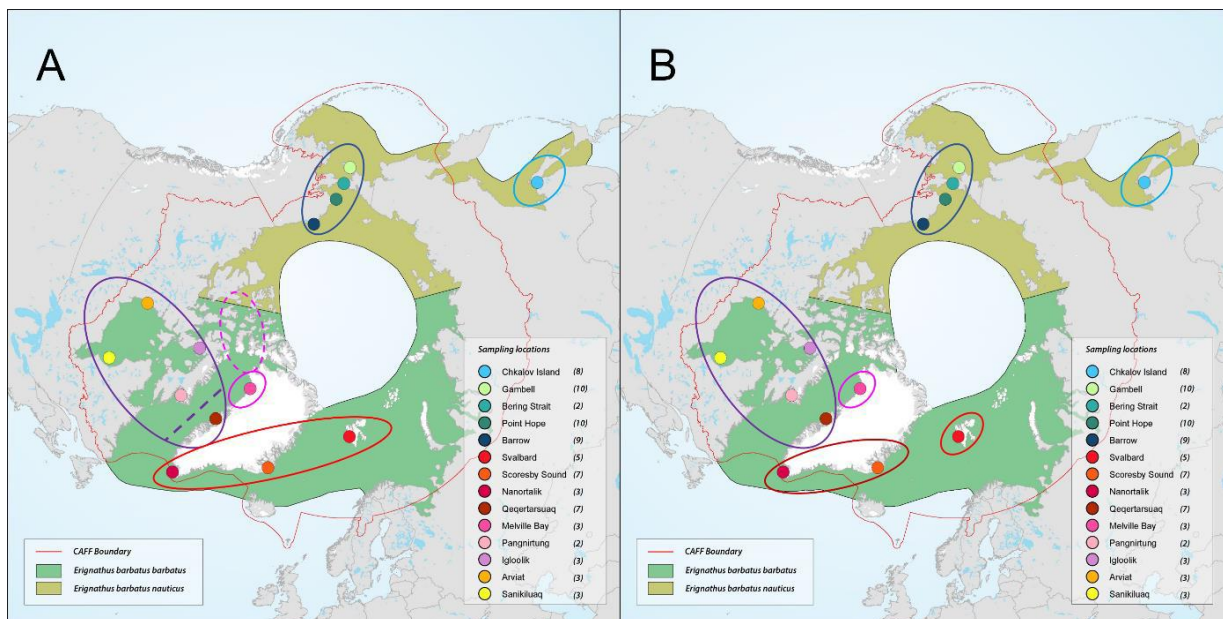 A
Sampling locations
Chkalov Island (8)
Gambell (10)
Bering Strait (2)
Point Hope (10)
Barrow (9)
Svalbard (5)
Scoresby Sound (7)
Nanortalik (3)
Qeqertarsuaq (7)
Melville Bay (3)
Pangnirtung (2)
Igloolik (3)
Arviat (3)
Sanikiluaq (3)
CAFF Boundary
Erignathus barbatus barbatus
Erignathus barbatus nauticus
B
Sampling locations
Chkalov Island (8)
Gambell (10)
Bering Strait (2)
Point Hope (10)
Barrow (9)
Svalbard (5)
Scoresby Sound (7)
Nanortalik (3)
Qeqertarsuaq (7)
Melville Bay (3)
Pangnirtung (2)
Igloolik (3)
Arviat (3)
Sanikiluaq (3)
CAFF Boundary
Erignathus barbatus barbatus
Erignathus barbatus nauticus